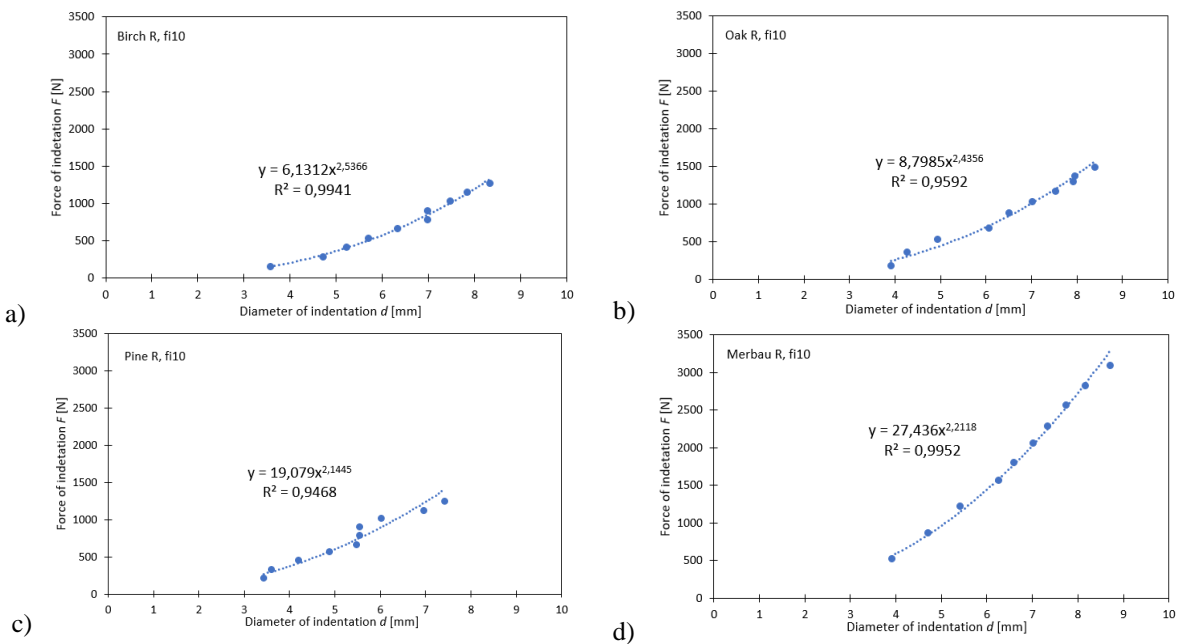 3500
3000
2500
2000
1500
1000
500
0
Force of indetation F [N]
Birch R, fi10
y = 6,1312x^2,5366
R² = 0,9941
0 1 2 3 4 5 6 7 8 9 10
Diameter of indentation d [mm]
a)
3500
3000
2500
2000
1500
1000
500
0
Force of indetation F [N]
Oak R, fi10
y = 8,7985x^2,4356
R² = 0,9592
0 1 2 3 4 5 6 7 8 9 10
Diameter of indentation d [mm]
b)
3500
3000
2500
2000
1500
1000
500
0
Force of indetation F [N]
Pine R, fi10
y = 19,079x^2,1445
R² = 0,9468
0 1 2 3 4 5 6 7 8 9 10
Diameter of indentation d [mm]
c)
3500
3000
2500
2000
1500
1000
500
0
Force of indetation F [N]
Merbau R, fi10
y = 27,436x^2,2118
R² = 0,9952
0 1 2 3 4 5 6 7 8 9 10
Diameter of indentation d [mm]
d)